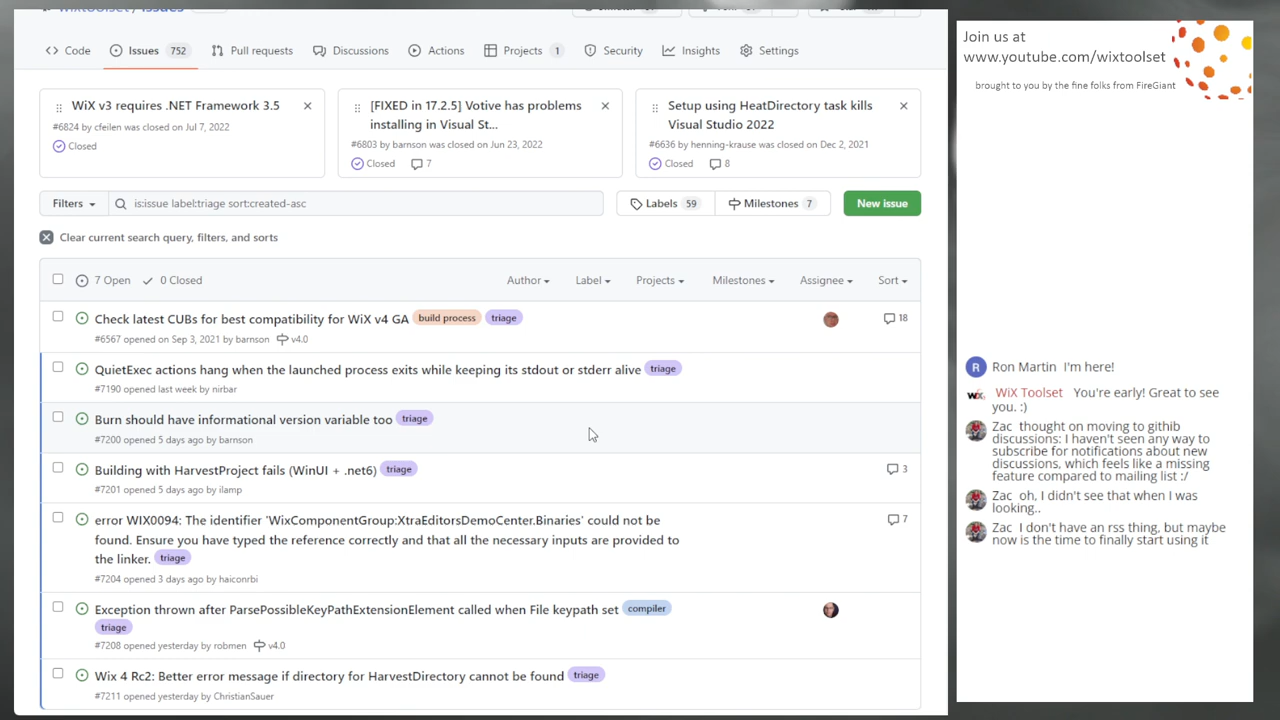 wixtoolset / issues
Code
Issues 752
Pull requests
Discussions
Actions
Projects 1
Security
Insights
Settings
WiX v3 requires .NET Framework 3.5
#6824 by cfeilen was closed on Jul 7, 2022
Closed
[FIXED in 17.2.5] Votive has problems
installing in Visual St...
#6803 by barnson was closed on Jun 23, 2022
Closed 7
Setup using HeatDirectory task kills
Visual Studio 2022
#6636 by henning-krause was closed on Dec 2, 2021
Closed 8
Filters
is:issue label:triage sort:created-asc
Labels 59
Milestones 7
New issue
Clear current search query, filters, and sorts
7 Open
0 Closed
Author
Label
Projects
Milestones
Assignee
Sort
Check latest CUBs for best compatibility for WiX v4 GA build process triage
18
#6567 opened on Sep 3, 2021 by barnson v4.0
QuietExec actions hang when the launched process exits while keeping its stdout or stderr alive triage
#7190 opened last week by nirbar
Burn should have informational version variable too triage
#7200 opened 5 days ago by barnson
Building with HarvestProject fails (WinUI + .net6) triage
3
#7201 opened 5 days ago by ilamp
error WIX0094: The identifier 'WixComponentGroup:XtraEditorsDemoCenter.Binaries' could not be
7
found. Ensure you have typed the reference correctly and that all the necessary inputs are provided to
the linker. triage
#7204 opened 3 days ago by haiconrbi
Exception thrown after ParsePossibleKeyPathExtensionElement called when File keypath set compiler
triage
#7208 opened yesterday by robmen v4.0
Wix 4 Rc2: Better error message if directory for HarvestDirectory cannot be found triage
#7211 opened yesterday by ChristianSauer
Join us at
www.youtube.com/wixtoolset
brought to you by the fine folks from FireGiant
R Ron Martin I'm here!
WiX WiX Toolset You're early! Great to see
you. :)
Zac thought on moving to githib
discussions: I haven't seen any way to
subscribe for notifications about new
discussions, which feels like a missing
feature compared to mailing list :/
Zac oh, I didn't see that when I was
looking..
Zac I don't have an rss thing, but maybe
now is the time to finally start using it